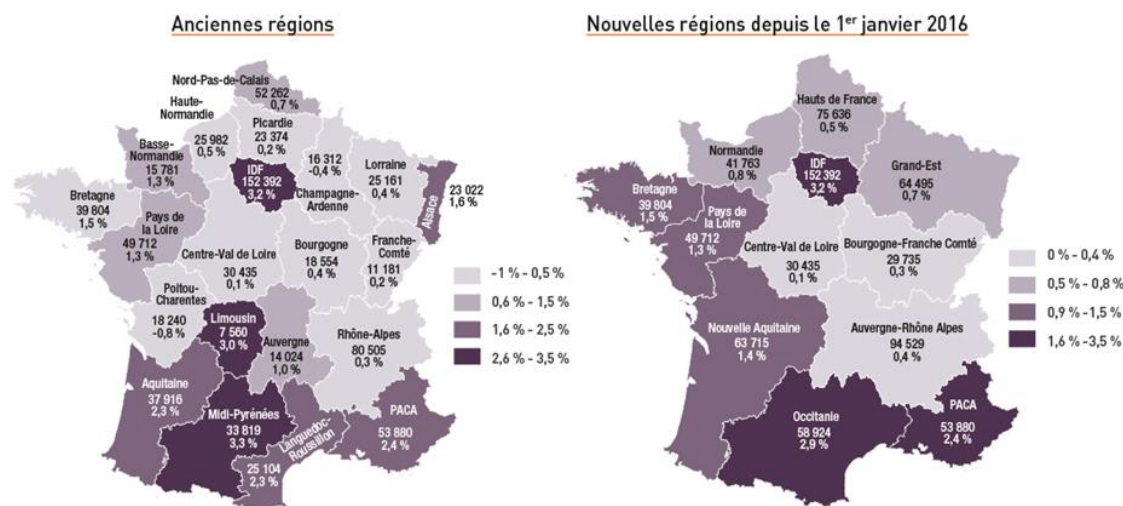 Anciennes régions
Nord-Pas-de-Calais
52 262
0,7 %
Haute-
Normandie
25 982
0,5 %
Picardie
23 374
0,2 %
Basse-
Normandie
15 781
1,3 %
IDF
152 392
3,2 %
16 312
-0,4 %
Champagne-
Ardenne
Lorraine
25 161
0,4 %
Alsace
23 022
1,6 %
Bretagne
39 804
1,5 %
Pays de
la Loire
49 712
1,3 %
Centre-Val de Loire
30 435
0,1 %
Bourgogne
18 554
0,4 %
Franche-
Comté
11 181
0,2 %
Poitou-
Charentes
18 240
-0,8 %
Limousin
7 560
3,0 %
Auvergne
14 024
1,0 %
Rhône-Alpes
80 505
0,3 %
Aquitaine
37 916
2,3 %
Midi-Pyrénées
33 819
3,3 %
Languedoc-
Roussillon
25 104
2,3 %
PACA
53 880
2,4 %
-1 % - 0,5 %
0,6 % - 1,5 %
1,6 % - 2,5 %
2,6 % - 3,5 %
Nouvelles régions depuis le 1er janvier 2016
Hauts de France
75 636
0,5 %
Normandie
41 763
0,8 %
IDF
152 392
3,2 %
Grand-Est
64 495
0,7 %
Bretagne
39 804
1,5 %
Pays de
la Loire
49 712
1,3 %
Centre-Val de Loire
30 435
0,1 %
Bourgogne-Franche Comté
29 735
0,3 %
Nouvelle Aquitaine
63 715
1,4 %
Auvergne-Rhône Alpes
94 529
0,4 %
Occitanie
58 924
2,9 %
PACA
53 880
2,4 %
0 % - 0,4 %
0,5 % - 0,8 %
0,9 % -1,5 %
1,6 % -3,5 %